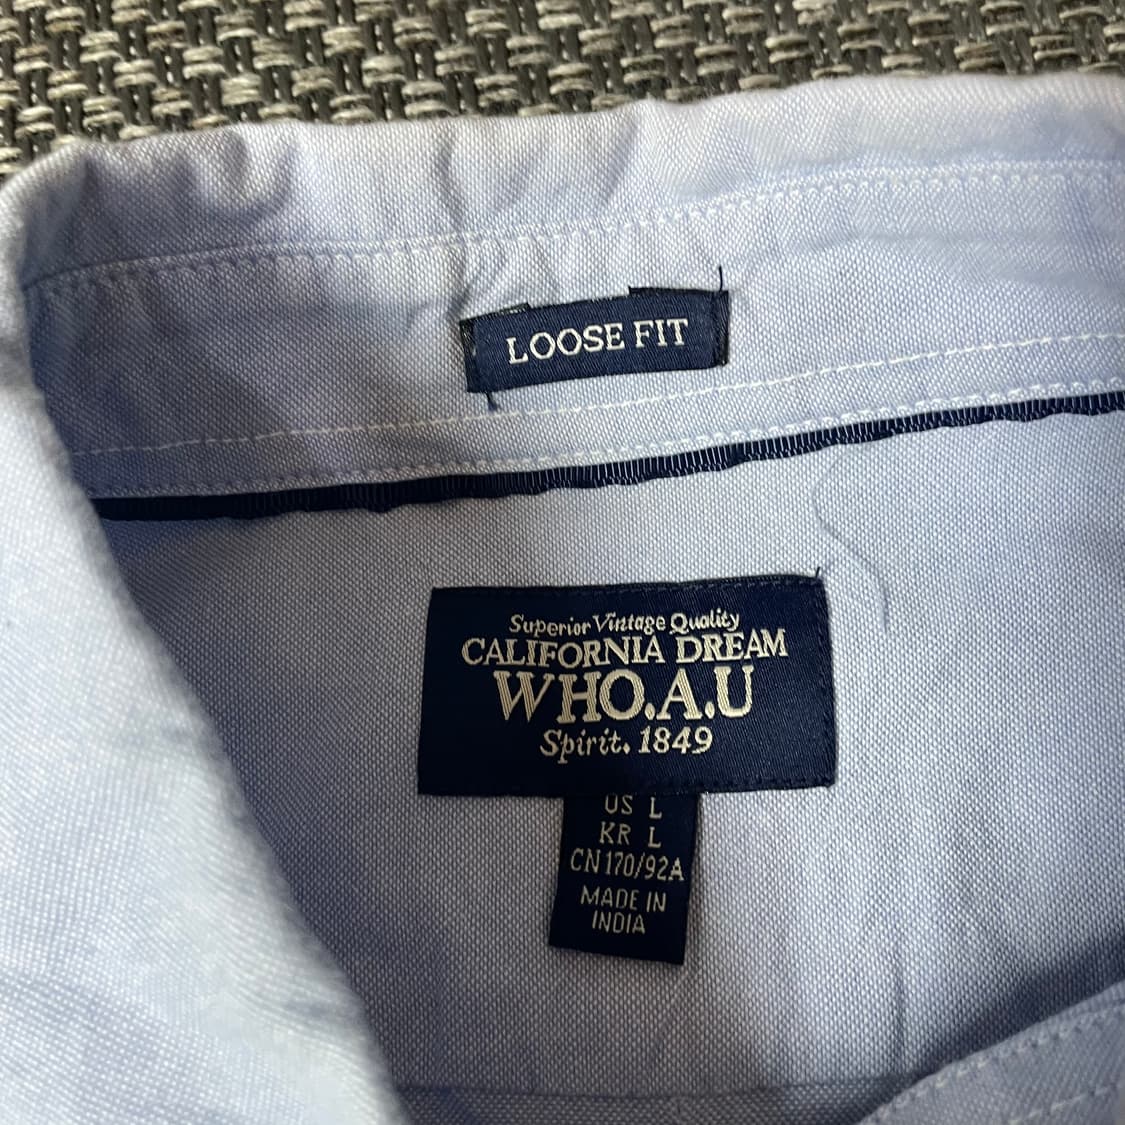 LOOSE FIT
Superior Vintage Quality
CALIFORNIA DREAM
WHO.A.U
Spirit. 1849
US L
KR L
CN 170/92A
MADE IN
INDIA